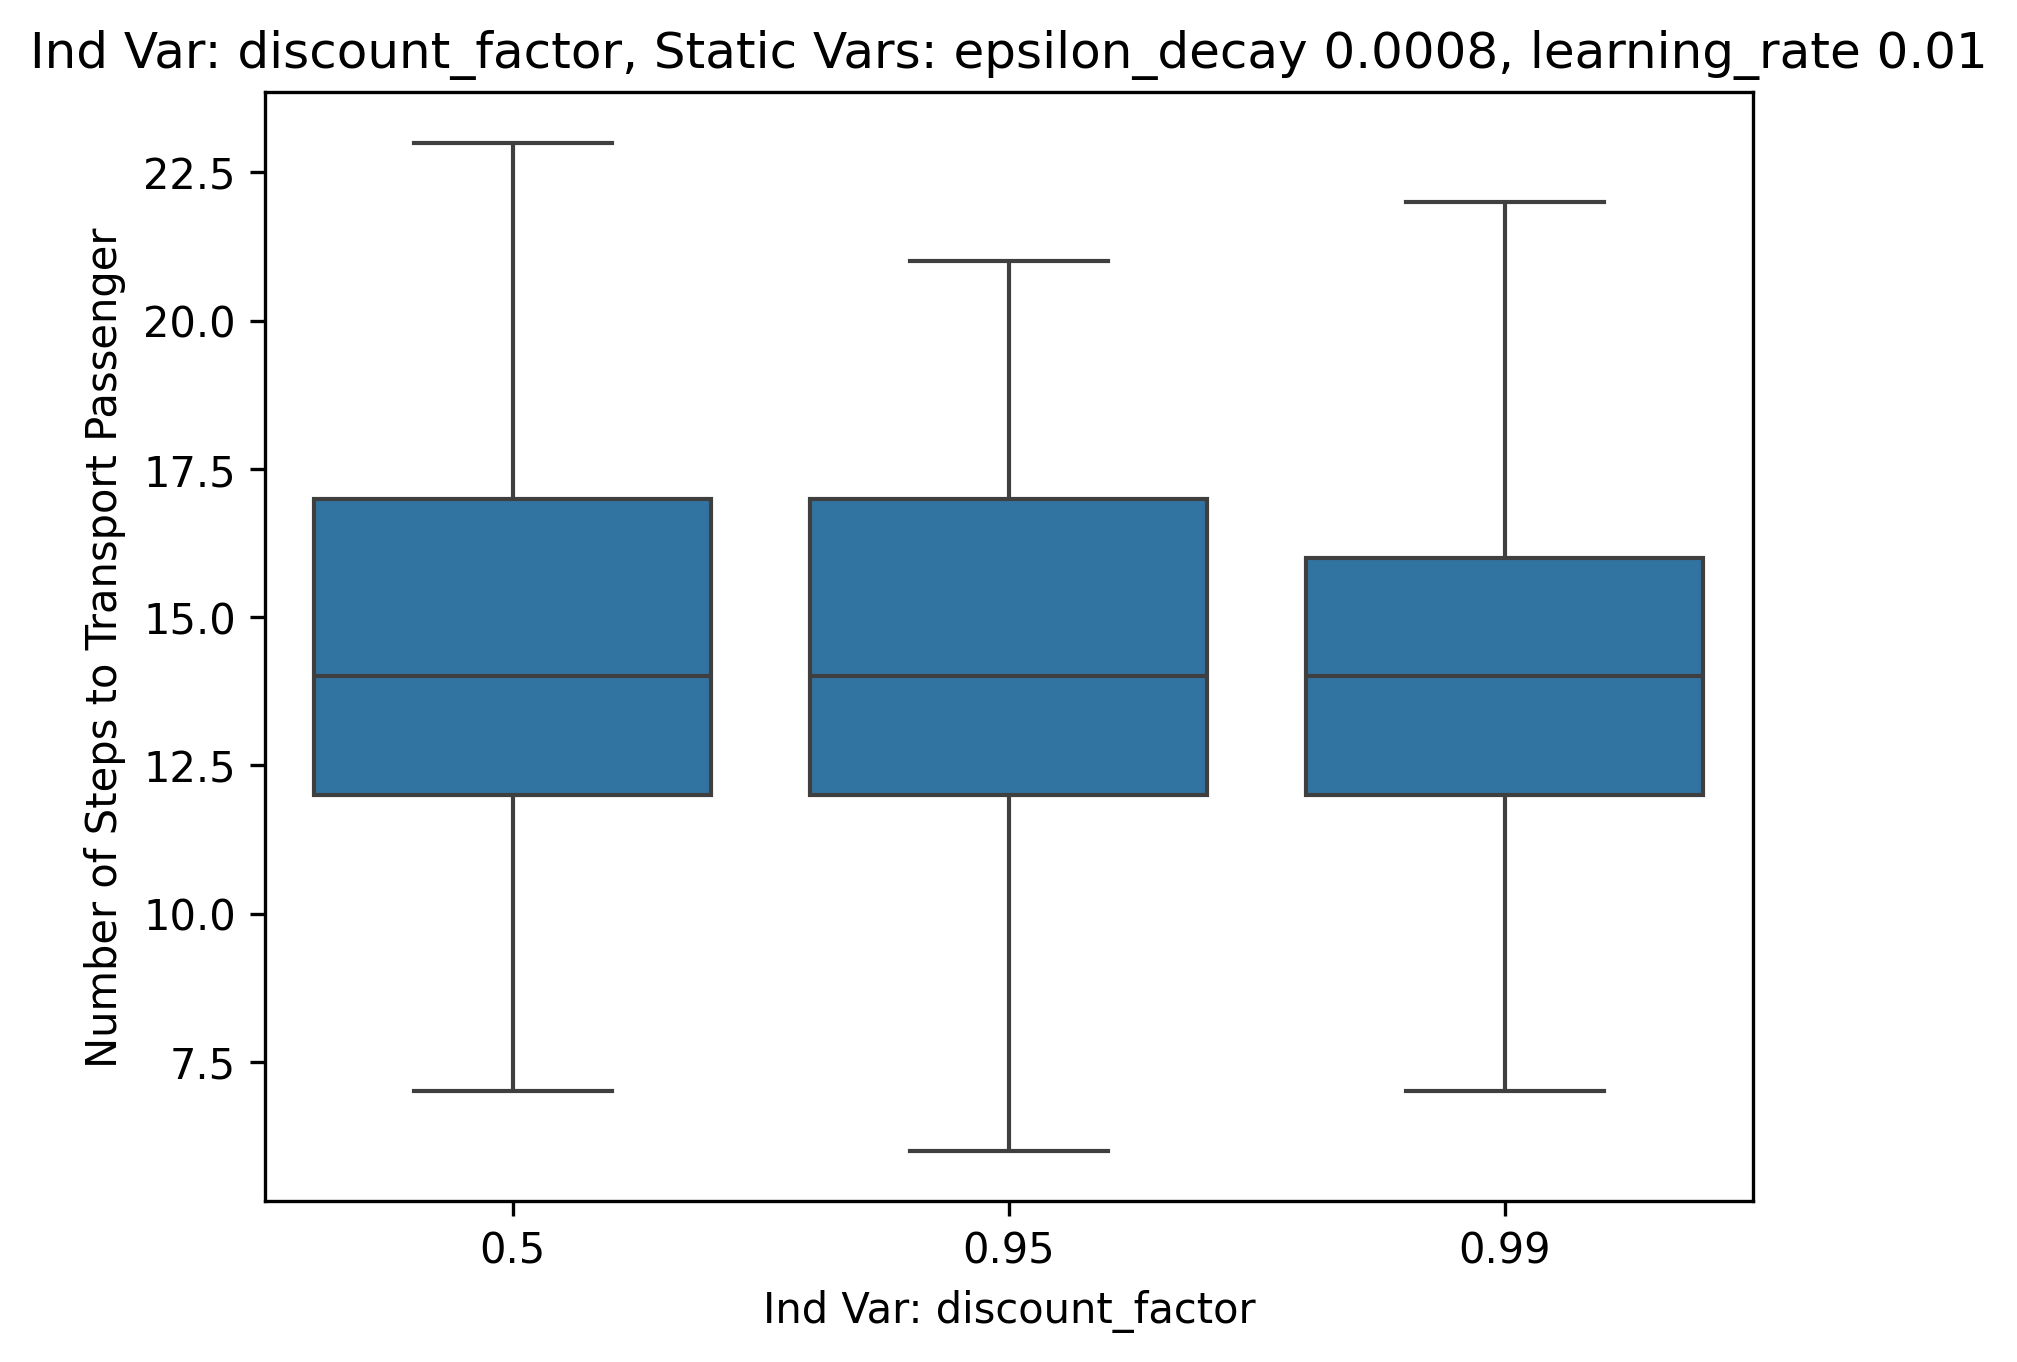 Ind Var: discount_factor, Static Vars: epsilon_decay 0.0008, learning_rate 0.01
Number of Steps to Transport Passenger
22.5
20.0
17.5
15.0
12.5
10.0
7.5
0.5 0.95 0.99
Ind Var: discount_factor